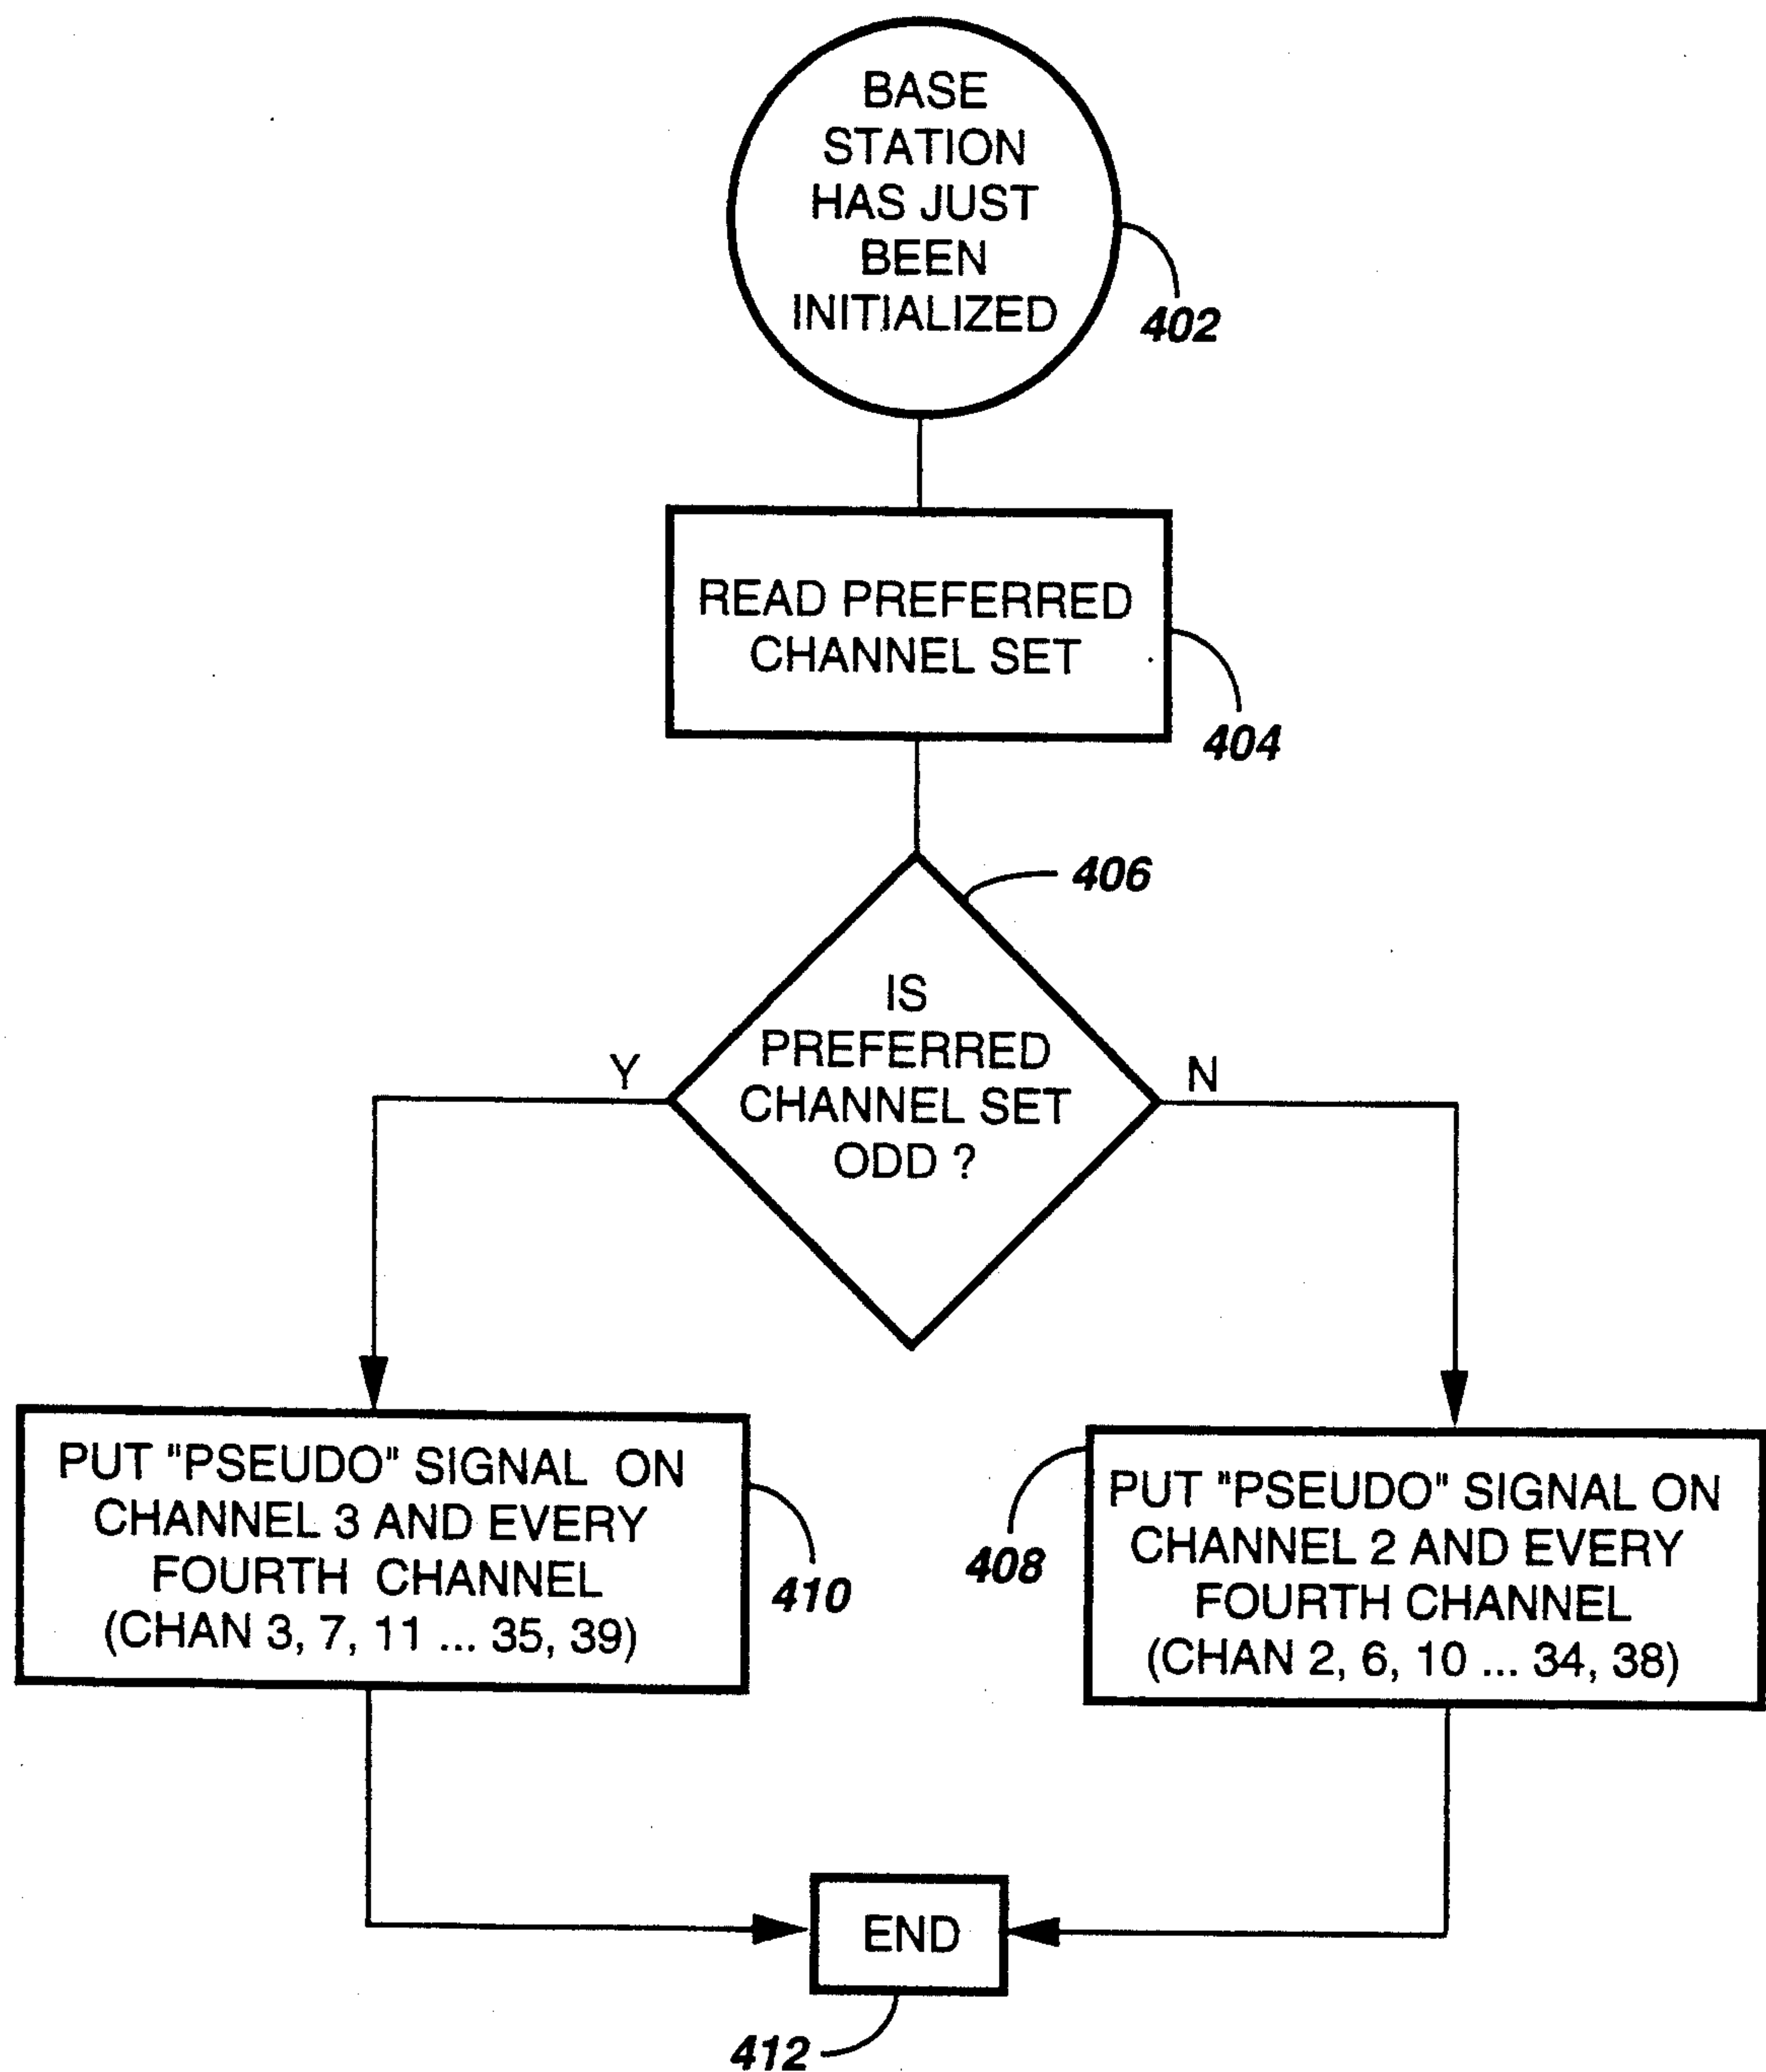 BASE
STATION
HAS JUST
BEEN
INITIALIZED
402
READ PREFERRED
CHANNEL SET
404
406
IS
PREFERRED
CHANNEL SET
ODD ?
Y
N
PUT "PSEUDO" SIGNAL ON
CHANNEL 3 AND EVERY
FOURTH CHANNEL
(CHAN 3, 7, 11 ... 35, 39)
410
PUT "PSEUDO" SIGNAL ON
CHANNEL 2 AND EVERY
FOURTH CHANNEL
(CHAN 2, 6, 10 ... 34, 38)
408
END
412